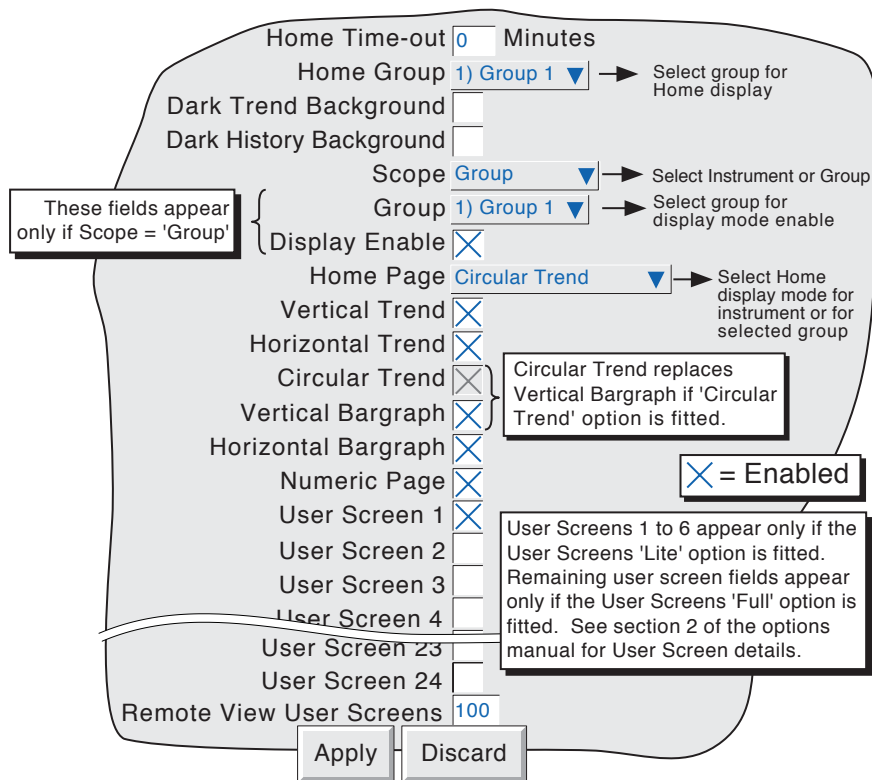 Home Time-out 0 Minutes
Home Group 1) Group 1
Select group for
Home display
Dark Trend Background
Dark History Background
Scope Group
Select Instrument or Group
These fields appear
only if Scope = 'Group'
Group 1) Group 1
Select group for
display mode enable
Display Enable
Home Page Circular Trend
Select Home
display mode for
instrument or for
selected group
Vertical Trend
Horizontal Trend
Circular Trend
Vertical Bargraph
Circular Trend replaces
Vertical Bargraph if 'Circular
Trend' option is fitted.
Horizontal Bargraph
Numeric Page
= Enabled
User Screen 1
User Screen 2
User Screen 3
User Screen 4
User Screens 1 to 6 appear only if the
User Screens 'Lite' option is fitted.
Remaining user screen fields appear
only if the User Screens 'Full' option is
fitted. See section 2 of the options
manual for User Screen details.
User Screen 23
User Screen 24
Remote View User Screens 100
Apply Discard